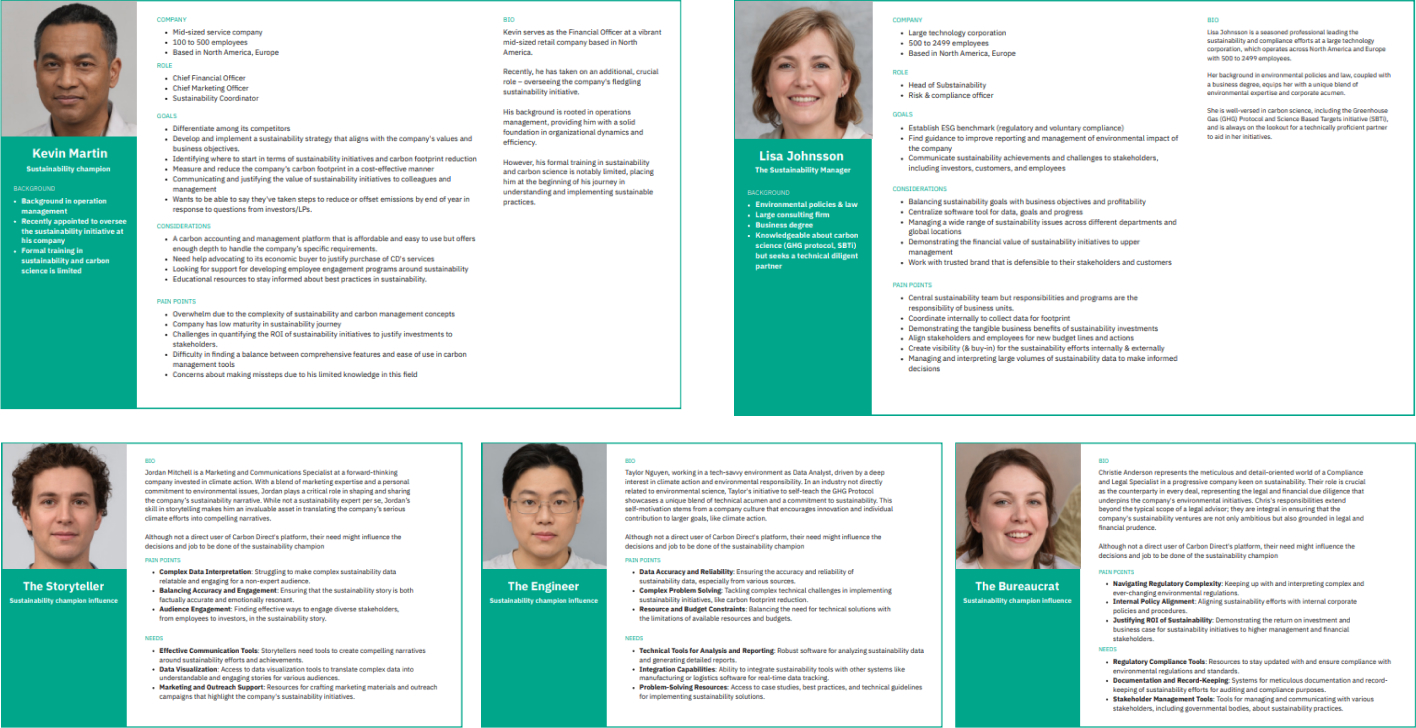 Kevin Martin
Sustainability champion
BACKGROUND
• Background in operation
management
• Recently appointed to oversee
the sustainability initiative at
his company
• Formal training in
sustainability and carbon
science is limited
COMPANY
• Mid-sized service company
• 100 to 500 employees
• Based in North America, Europe
ROLE
• Chief Financial Officer
• Chief Marketing Officer
• Sustainability Coordinator
GOALS
• Differentiate among its competitors
• Develop and implement a sustainability strategy that aligns with the company's values and
business objectives.
• Identifying where to start in terms of sustainability initiatives and carbon footprint reduction
• Measure and reduce the company's carbon footprint in a cost-effective manner
• Communicating and justifying the value of sustainability initiatives to colleagues and
management
• Wants to be able to say they've taken steps to reduce or offset emissions by end of year in
response to questions from investors/LPs.
CONSIDERATIONS
• A carbon accounting and management platform that is affordable and easy to use but offers
enough depth to handle the company's specific requirements.
• Need help advocating to its economic buyer to justify purchase of CD's services
• Looking for support for developing employee engagement programs around sustainability
• Educational resources to stay informed about best practices in sustainability.
PAIN POINTS
• Overwhelm due to the complexity of sustainability and carbon management concepts
• Company has low maturity in sustainability journey
• Challenges in quantifying the ROI of sustainability initiatives to justify investments to
stakeholders.
• Difficulty in finding a balance between comprehensive features and ease of use in carbon
management tools
• Concerns about making missteps due to his limited knowledge in this field
BIO
Kevin serves as the Financial Officer at a vibrant
mid-sized retail company based in North
America.
Recently, he has taken on an additional, crucial
role – overseeing the company's fledgling
sustainability initiative.
His background is rooted in operations
management, providing him with a solid
foundation in organizational dynamics and
efficiency.
However, his formal training in sustainability
and carbon science is notably limited, placing
him at the beginning of his journey in
understanding and implementing sustainable
practices.
Lisa Johnsson
The Sustainability Manager
BACKGROUND
• Environmental policies & law
• Large consulting firm
• Business degree
• Knowledgeable about carbon
science (GHG protocol, SBTi)
but seeks a technical diligent
partner
COMPANY
• Large technology corporation
• 500 to 2499 employees
• Based in North America, Europe
ROLE
• Head of Substainability
• Risk & compliance officer
GOALS
• Establish ESG benchmark (regulatory and voluntary compliance)
• Find guidance to improve reporting and management of environmental impact of
the company
• Communicate sustainability achievements and challenges to stakeholders,
including investors, customers, and employees
CONSIDERATIONS
• Balancing sustainability goals with business objectives and profitability
• Centralize software tool for data, goals and progress
• Managing a wide range of sustainability issues across different departments and
global locations
• Demonstrating the financial value of sustainability initiatives to upper
management
• Work with trusted brand that is defensible to their stakeholders and customers
PAIN POINTS
• Central sustainability team but responsibilities and programs are the
responsibility of business units.
• Coordinate internally to collect data for footprint
• Demonstrating the tangible business benefits of sustainability investments
• Align stakeholders and employees for new budget lines and actions
• Create visibility (& buy-in) for the sustainability efforts internally & externally
• Managing and interpreting large volumes of sustainability data to make informed
decisions
BIO
Lisa Johnsson is a seasoned professional leading the
sustainability and compliance efforts at a large technology
corporation, which operates across North America and Europe
with 500 to 2499 employees.
Her background in environmental policies and law, coupled with
a business degree, equips her with a unique blend of
environmental expertise and corporate acumen.
She is well-versed in carbon science, including the Greenhouse
Gas (GHG) Protocol and Science Based Targets initiative (SBTi),
and is always on the lookout for a technically proficient partner
to aid in her initiatives.
The Storyteller
Sustainability champion influence
BIO
Jordan Mitchell is a Marketing and Communications Specialist at a forward-thinking
company invested in climate action. With a blend of marketing expertise and a personal
commitment to environmental issues, Jordan plays a critical role in shaping and sharing
the company's sustainability narrative. While not a sustainability expert per se, Jordan's
skill in storytelling makes him an invaluable asset in translating the company's serious
climate efforts into compelling narratives.
Although not a direct user of Carbon Direct's platform, their need might influence the
decisions and job to be done of the sustainability champion
PAIN POINTS
• Complex Data Interpretation: Struggling to make complex sustainability data
relatable and engaging for a non-expert audience.
• Balancing Accuracy and Engagement: Ensuring that the sustainability story is both
factually accurate and emotionally resonant.
• Audience Engagement: Finding effective ways to engage diverse stakeholders,
from employees to investors, in the sustainability story.
NEEDS
• Effective Communication Tools: Storytellers need tools to create compelling narratives
around sustainability efforts and achievements.
• Data Visualization: Access to data visualization tools to translate complex data into
understandable and engaging stories for various audiences.
• Marketing and Outreach Support: Resources for crafting marketing materials and outreach
campaigns that highlight the company's sustainability initiatives.
The Engineer
Sustainability champion influence
BIO
Taylor Nguyen, working in a tech-savvy environment as Data Analyst, driven by a deep
interest in climate action and environmental responsibility. In an industry not directly
related to environmental science, Taylor's initiative to self-teach the GHG Protocol
showcases a unique blend of technical acumen and a commitment to sustainability. This
self-motivation stems from a company culture that encourages innovation and individual
contribution to larger goals, like climate action.
Although not a direct user of Carbon Direct's platform, their need might influence the
decisions and job to be done of the sustainability champion
PAIN POINTS
• Data Accuracy and Reliability: Ensuring the accuracy and reliability of
sustainability data, especially from various sources.
• Complex Problem Solving: Tackling complex technical challenges in implementing
sustainability initiatives, like carbon footprint reduction.
• Resource and Budget Constraints: Balancing the need for technical solutions with
the limitations of available resources and budgets.
NEEDS
• Technical Tools for Analysis and Reporting: Robust software for analyzing sustainability data
and generating detailed reports.
• Integration Capabilities: Ability to integrate sustainability tools with other systems like
manufacturing or logistics software for real-time data tracking.
• Problem-Solving Resources: Access to case studies, best practices, and technical guidelines
for implementing sustainability solutions.
The Bureaucrat
Sustainability champion influence
BIO
Christie Anderson represents the meticulous and detail-oriented world of a Compliance
and Legal Specialist in a progressive company keen on sustainability. Their role is crucial
as the counterparty in every deal, representing the legal and financial due diligence that
underpins the company's environmental initiatives. Chris's responsibilities extend
beyond the typical scope of a legal advisor; they are integral in ensuring that the
company's sustainability ventures are not only ambitious but also grounded in legal and
financial prudence.
Although not a direct user of Carbon Direct's platform, their need might influence the
decisions and job to be done of the sustainability champion
PAIN POINTS
• Navigating Regulatory Complexity: Keeping up with and interpreting complex and
ever-changing environmental regulations.
• Internal Policy Alignment: Aligning sustainability efforts with internal corporate
policies and procedures.
• Justifying ROI of Sustainability: Demonstrating the return on investment and
business case for sustainability initiatives to higher management and financial
stakeholders.
NEEDS
• Regulatory Compliance Tools: Resources to stay updated with and ensure compliance with
environmental regulations and standards.
• Documentation and Record-Keeping: Systems for meticulous documentation and record-
keeping of sustainability efforts for auditing and compliance purposes.
• Stakeholder Management Tools: Tools for managing and communicating with various
stakeholders, including governmental bodies, about sustainability practices.